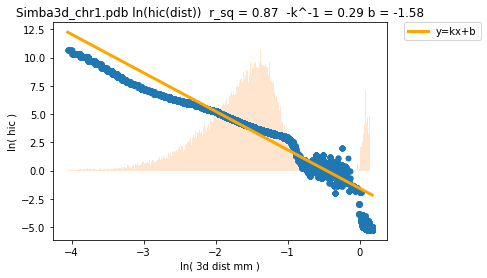 Simba3d_chr1.pdb ln(hic(dist))  r_sq = 0.87  -k^-1 = 0.29 b = -1.58
y=kx+b
12.5
10.0
7.5
5.0
2.5
0.0
−2.5
−5.0
ln( hic )
−4 −3 −2 −1 0
ln( 3d dist mm )